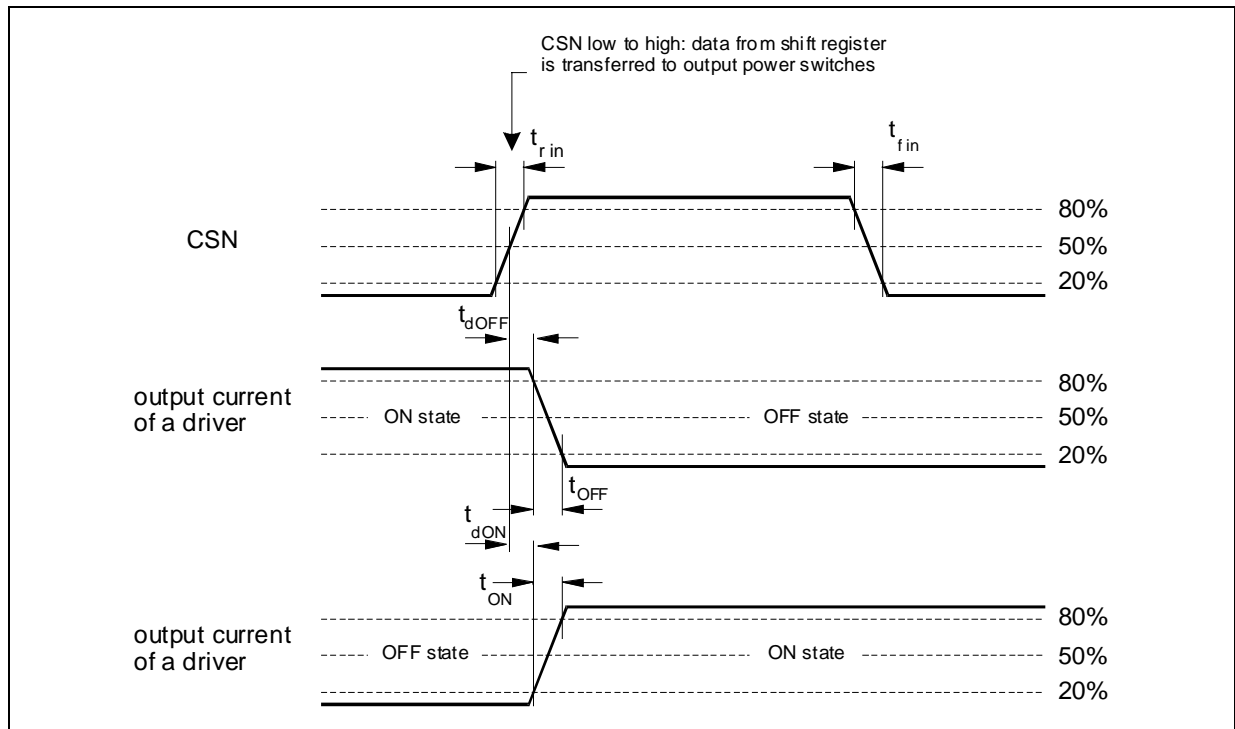 CSN low to high: data from shift register
is transferred to output power switches
t r in
t f in
CSN
80%
50%
20%
t dOFF
output current
of a driver
ON state
OFF state
80%
50%
20%
t OFF
t dON
t ON
output current
of a driver
OFF state
ON state
80%
50%
20%